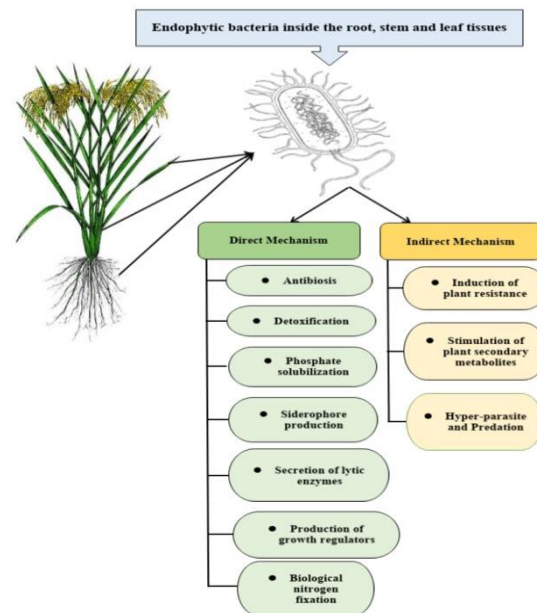 Endophytic bacteria inside the root, stem and leaf tissues
Direct Mechanism
● Antibiosis
● Detoxification
● Phosphate
solubilization
● Siderophore
production
● Secretion of lytic
enzymes
● Production of
growth regulators
● Biological
nitrogen
fixation
Indirect Mechanism
● Induction of
plant resistance
● Stimulation of
plant secondary
metabolites
● Hyper-parasite
and Predation